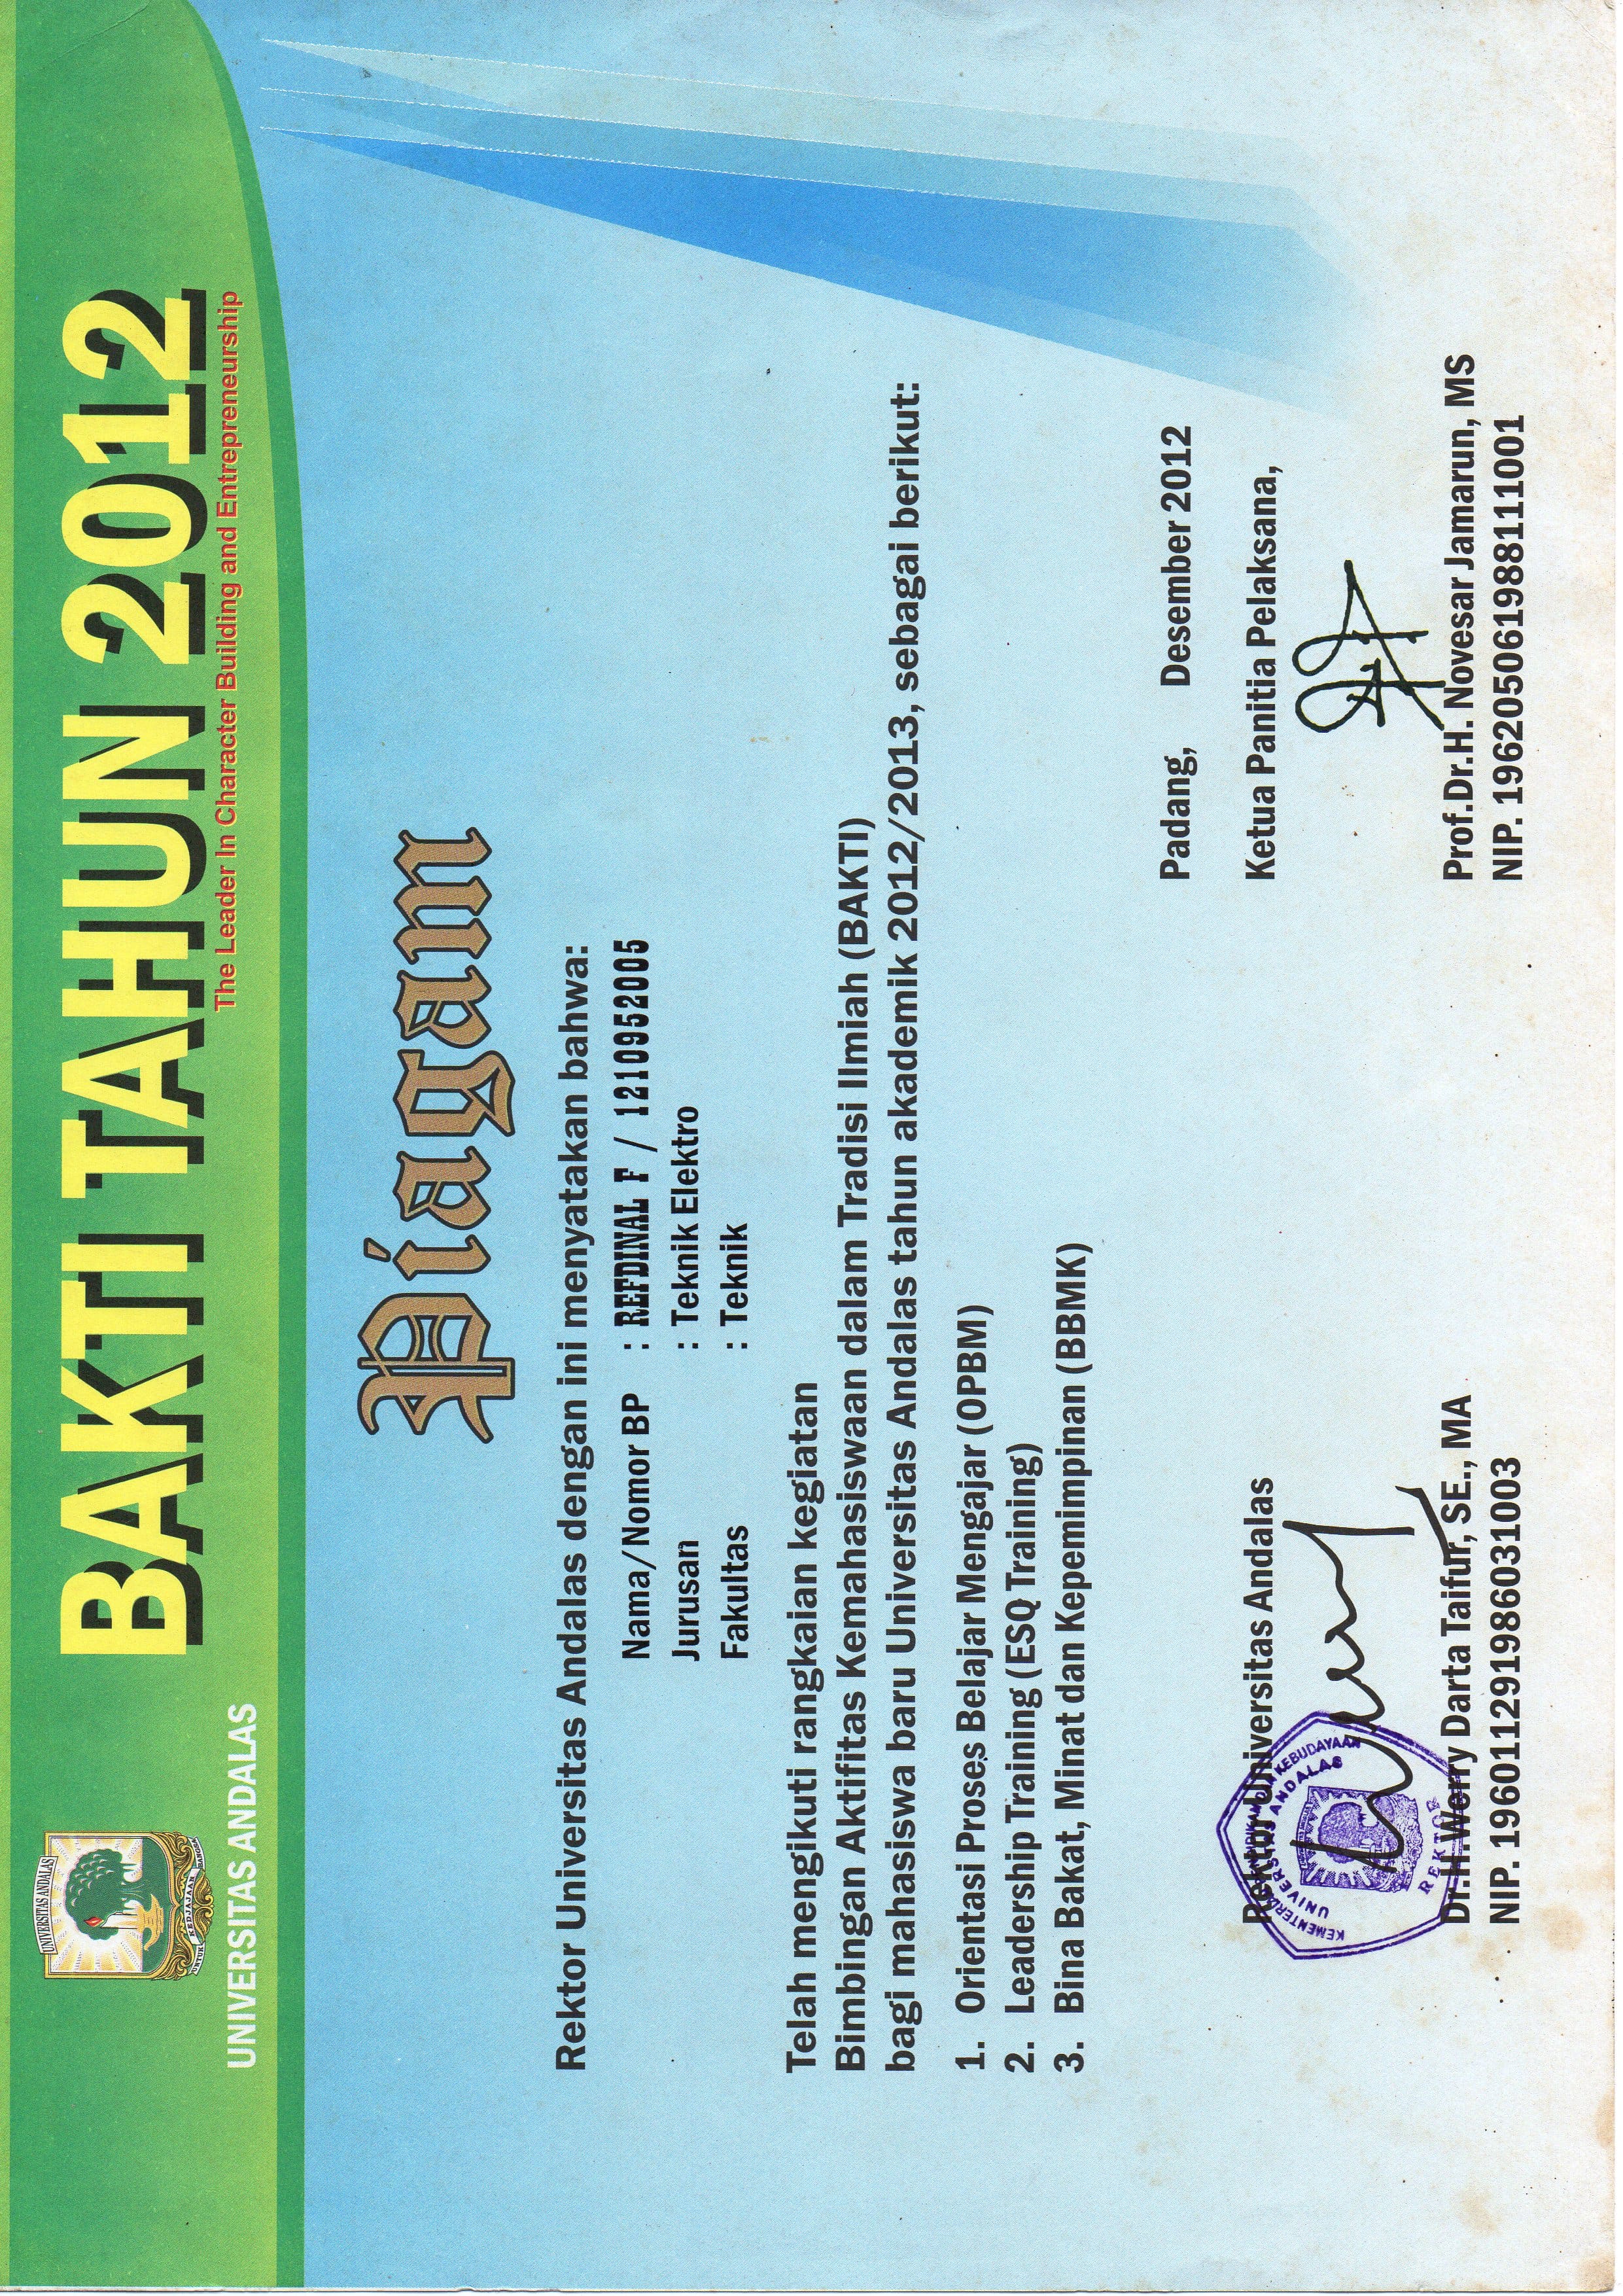 UNIVERSITAS ANDALAS
UNTUK KEDJAJAAN BANGSA
UNIVERSITAS ANDALAS
BAKTI TAHUN 2012
The Leader In Character Building and Entrepreneurship
Piagam
Rektor Universitas Andalas dengan ini menyatakan bahwa:
Nama/Nomor BP : REFDINAL F / 1210952005
Jurusan : Teknik Elektro
Fakultas : Teknik
Telah mengikuti rangkaian kegiatan
Bimbingan Aktifitas Kemahasiswaan dalam Tradisi Ilmiah (BAKTI)
bagi mahasiswa baru Universitas Andalas tahun akademik 2012/2013, sebagai berikut:
1. Orientasi Proses Belajar Mengajar (OPBM)
2. Leadership Training (ESQ Training)
3. Bina Bakat, Minat dan Kepemimpinan (BBMK)
Padang, Desember 2012
Rektor Universitas Andalas
KEMENTERIAN PENDIDIKAN DAN KEBUDAYAAN
UNIVERSITAS ANDALAS
REKTOR
Dr.H.Werry Darta Taifur, SE., MA
NIP. 196011291986031003
Ketua Panitia Pelaksana,
Prof.Dr.H. Novesar Jamarun, MS
NIP. 196205061988111001